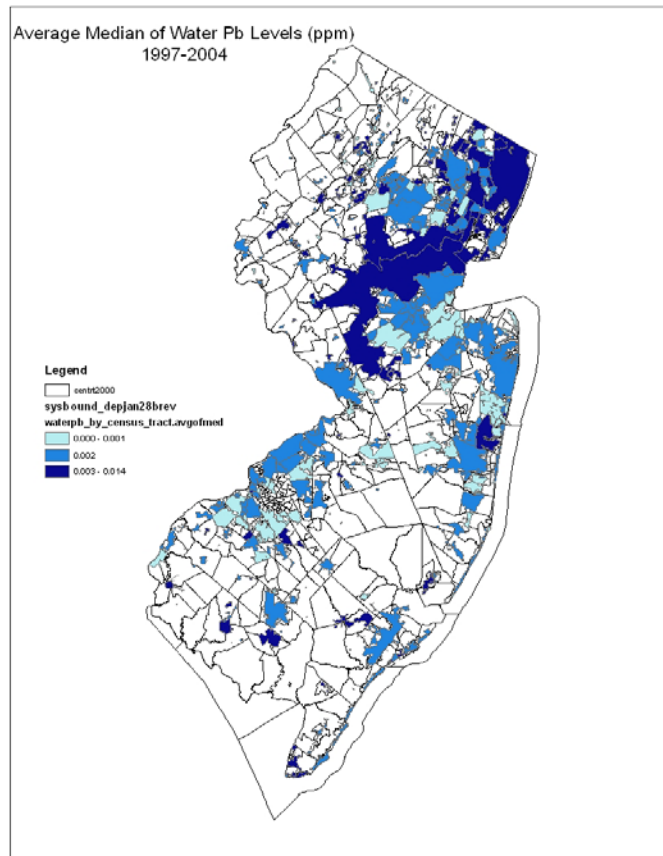 Average Median of Water Pb Levels (ppm)
1997-2004
Legend
centrt2000
sysbound_depjan28brev
waterpb_by_census_tract.avgofmed
0.000 - 0.001
0.002
0.003 - 0.014